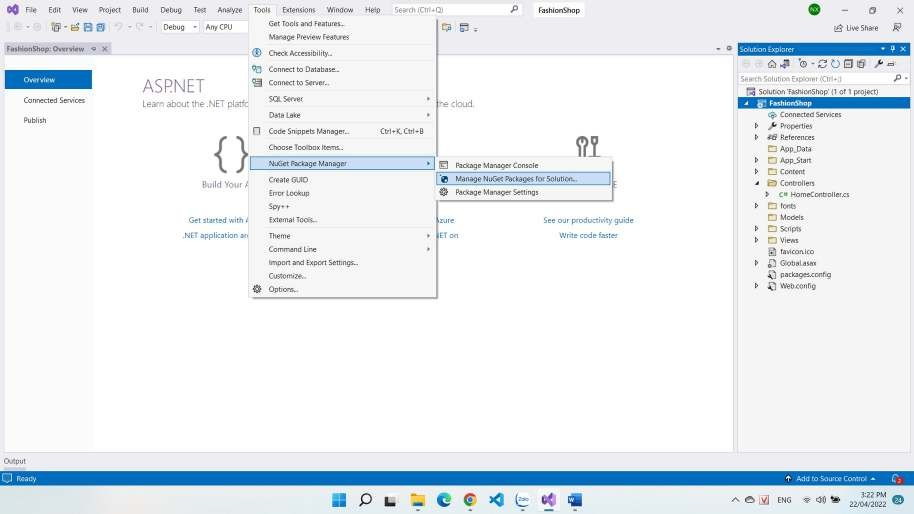 File Edit View Project Build Debug Test Analyze Tools Extensions Window Help Search (Ctrl+Q) FashionShop NX
Debug Any CPU Live Share
FashionShop: Overview
Overview
Connected Services
Publish
ASP.NET
Learn about the .NET platfo
the cloud.
Build Your A
Get started with A
.NET application ar
Azure
ET on
E
See our productivity guide
Write code faster
Get Tools and Features...
Manage Preview Features
Check Accessibility...
Connect to Database...
Connect to Server...
SQL Server
Data Lake
Code Snippets Manager... Ctrl+K, Ctrl+B
Choose Toolbox Items...
NuGet Package Manager
Create GUID
Error Lookup
Spy++
External Tools...
Theme
Command Line
Import and Export Settings...
Customize...
Options...
Package Manager Console
Manage NuGet Packages for Solution...
Package Manager Settings
Solution Explorer
Search Solution Explorer (Ctrl+;)
Solution 'FashionShop' (1 of 1 project)
FashionShop
Connected Services
Properties
References
App_Data
App_Start
Content
Controllers
C# HomeController.cs
fonts
Models
Scripts
Views
favicon.ico
Global.asax
packages.config
Web.config
Output
Ready
Add to Source Control
2
Zalo
ENG
3:22 PM
22/04/2022
24